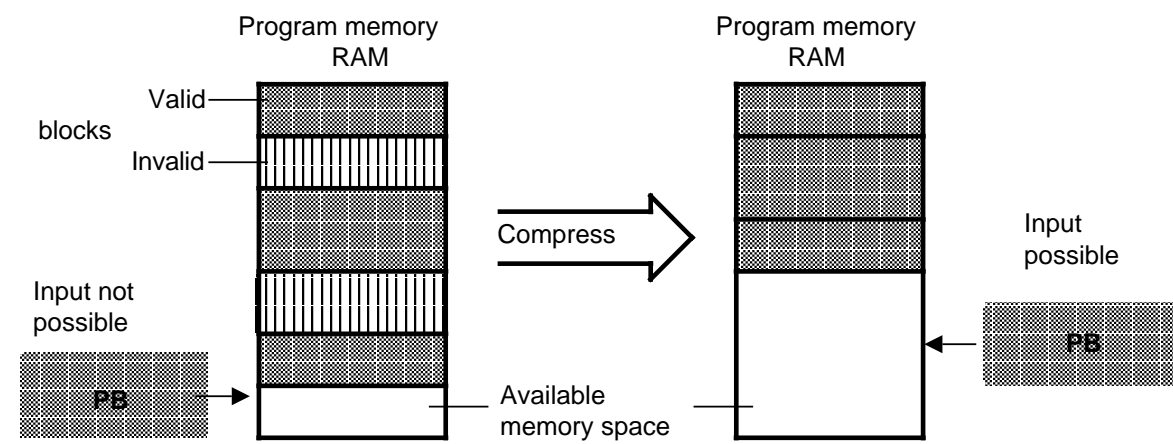 Program memory
RAM
Program memory
RAM
Valid
blocks
Invalid
Compress
Input
possible
Input not
possible
PB
PB
Available
memory space